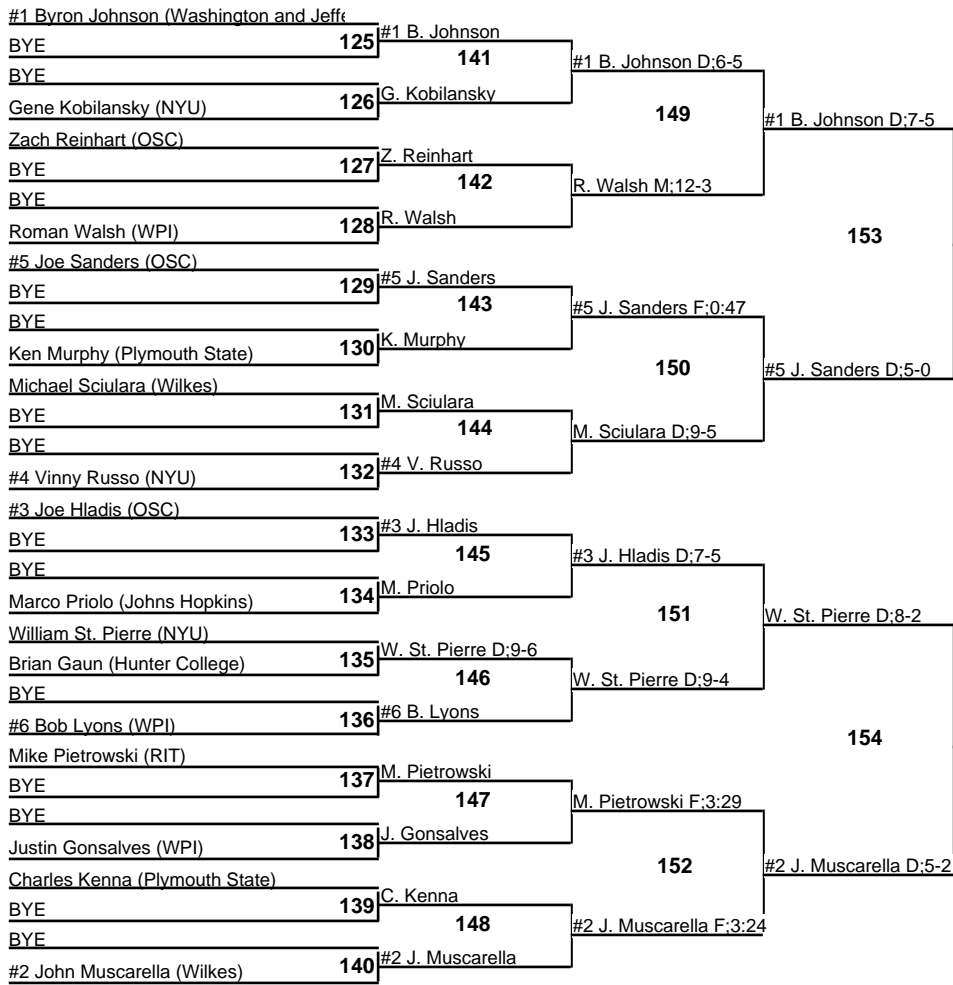 #1 Byron Johnson (Washington and Jeffe
BYE
125
BYE
Gene Kobilansky (NYU)
126
Zach Reinhart (OSC)
BYE
127
BYE
Roman Walsh (WPI)
128
#5 Joe Sanders (OSC)
BYE
129
BYE
Ken Murphy (Plymouth State)
130
Michael Sciulara (Wilkes)
BYE
131
BYE
#4 Vinny Russo (NYU)
132
#3 Joe Hladis (OSC)
BYE
133
BYE
Marco Priolo (Johns Hopkins)
134
William St. Pierre (NYU)
Brian Gaun (Hunter College)
135
BYE
#6 Bob Lyons (WPI)
136
Mike Pietrowski (RIT)
BYE
137
BYE
Justin Gonsalves (WPI)
138
Charles Kenna (Plymouth State)
BYE
139
BYE
#2 John Muscarella (Wilkes)
140
#1 B. Johnson
141
G. Kobilansky
Z. Reinhart
142
R. Walsh
#5 J. Sanders
143
K. Murphy
M. Sciulara
144
#4 V. Russo
#3 J. Hladis
145
M. Priolo
W. St. Pierre D;9-6
146
#6 B. Lyons
M. Pietrowski
147
J. Gonsalves
C. Kenna
148
#2 J. Muscarella
#1 B. Johnson D;6-5
149
R. Walsh M;12-3
#5 J. Sanders F;0:47
150
M. Sciulara D;9-5
#3 J. Hladis D;7-5
151
W. St. Pierre D;9-4
M. Pietrowski F;3:29
152
#2 J. Muscarella F;3:24
#1 B. Johnson D;7-5
153
#5 J. Sanders D;5-0
W. St. Pierre D;8-2
154
#2 J. Muscarella D;5-2